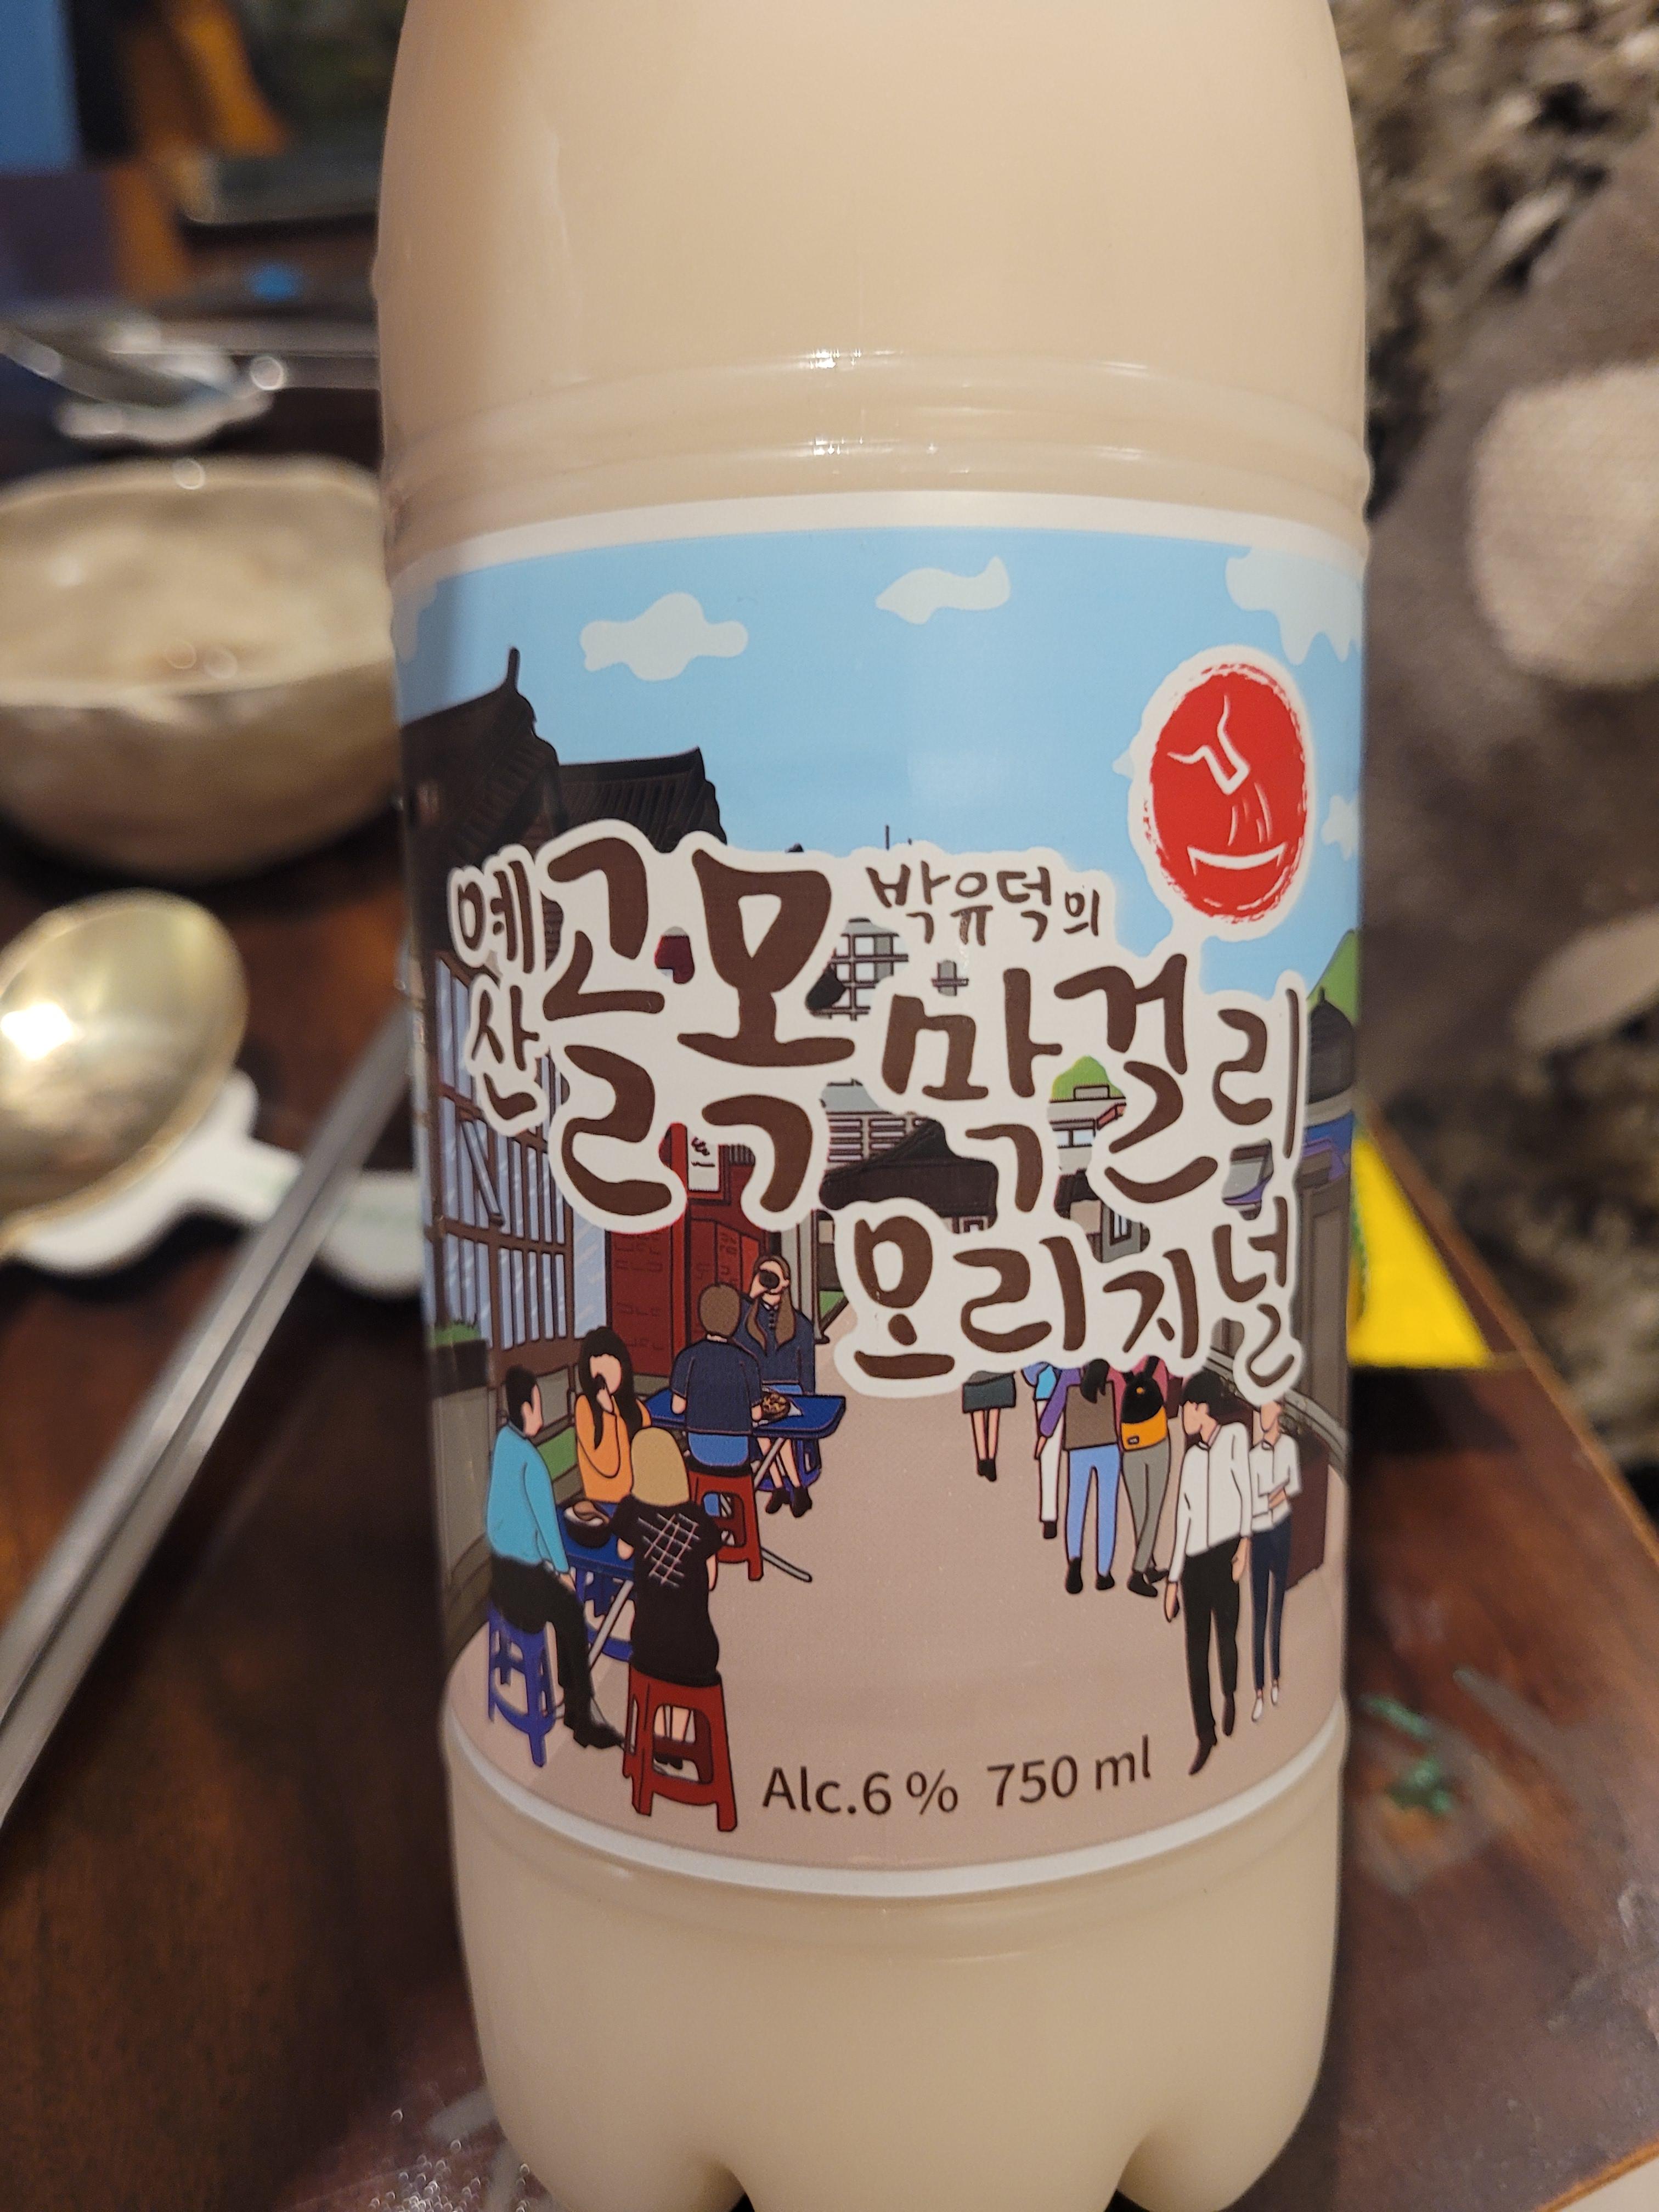 예산
골목
박유덕의
막걸리
오리지널
Alc.6% 750 ml